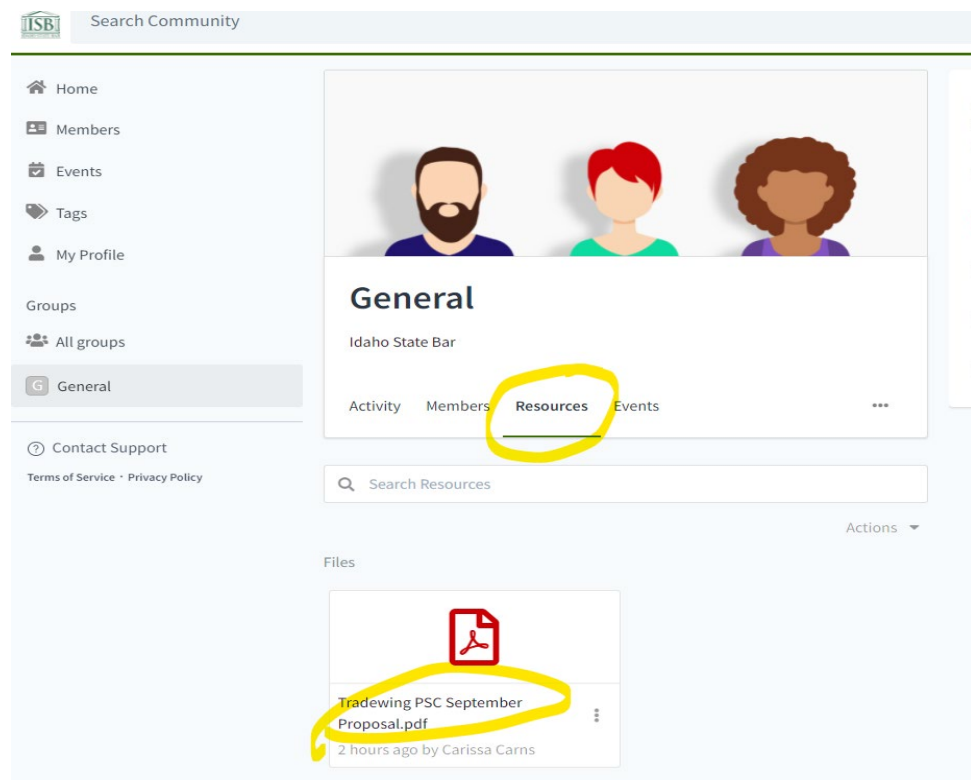 ISB
Search Community
Home
Members
Events
Tags
My Profile
Groups
All groups
G General
Contact Support
Terms of Service · Privacy Policy
General
Idaho State Bar
Activity Members Resources Events
Search Resources
Actions
Files
Tradewing PSC September
Proposal.pdf
2 hours ago by Carissa Carns